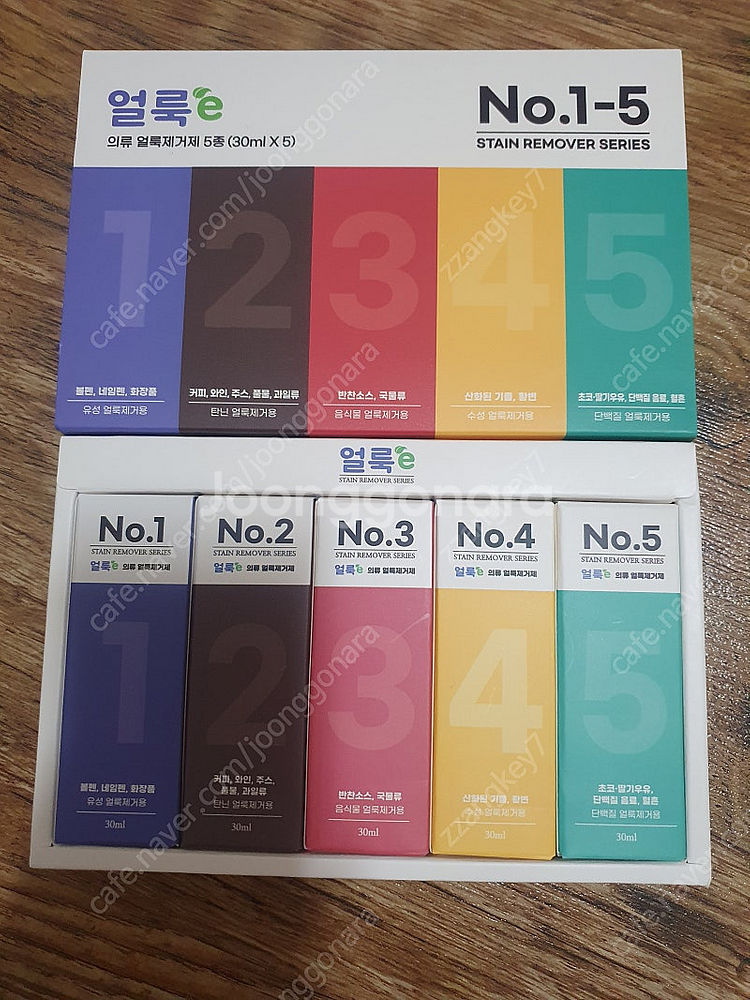 얼룩e
의류 얼룩제거제 5종 (30ml X 5)
No.1-5
STAIN REMOVER SERIES
1
2
3
4
5
볼펜, 네임펜, 화장품
유성 얼룩제거용
커피, 와인, 주스, 풀물, 과일류
탄닌 얼룩제거용
반찬소스, 국물류
음식물 얼룩제거용
산화된 기름, 황변
수성 얼룩제거용
초코·딸기우유, 단백질 음료, 혈흔
단백질 얼룩제거용
얼룩e
STAIN REMOVER SERIES
Joonggonara
No.1
STAIN REMOVER SERIES
얼룩e 의류 얼룩제거제
1
볼펜, 네임펜, 화장품
유성 얼룩제거용
30ml
No.2
STAIN REMOVER SERIES
얼룩e 의류 얼룩제거제
2
커피, 와인, 주스,
풀물, 과일류
탄닌 얼룩제거용
30ml
No.3
STAIN REMOVER SERIES
얼룩e 의류 얼룩제거제
3
반찬소스, 국물류
음식물 얼룩제거용
30ml
No.4
STAIN REMOVER SERIES
얼룩e 의류 얼룩제거제
4
산화된 기름, 황변
수성 얼룩제거용
30ml
No.5
STAIN REMOVER SERIES
얼룩e 의류 얼룩제거제
5
초코·딸기우유,
단백질 음료, 혈흔
단백질 얼룩제거용
30ml
cafe.naver.com/joonggonara
zzangkey7